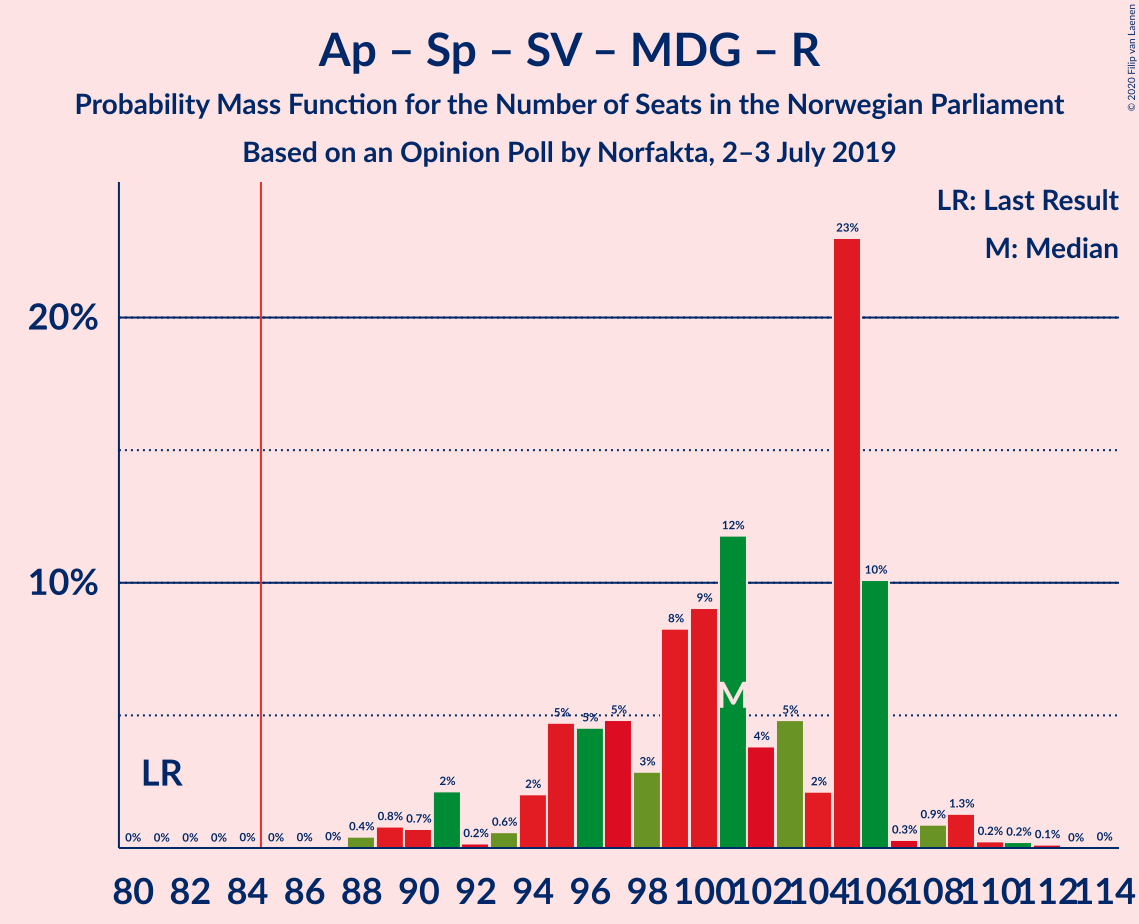 Ap – Sp – SV – MDG – R
Probability Mass Function for the Number of Seats in the Norwegian Parliament
Based on an Opinion Poll by Norfakta, 2–3 July 2019
© 2020 Filip van Laenen
LR: Last Result
M: Median
20%
10%
LR
M
0% 0% 0% 0% 0% 0% 0% 0% 0.4% 0.8% 0.7% 2% 0.2% 0.6% 2% 5% 5% 5% 3% 8% 9% 12% 4% 5% 2% 23% 10% 0.3% 0.9% 1.3% 0.2% 0.2% 0.1% 0% 0%
80 82 84 86 88 90 92 94 96 98 100 102 104 106 108 110 112 114